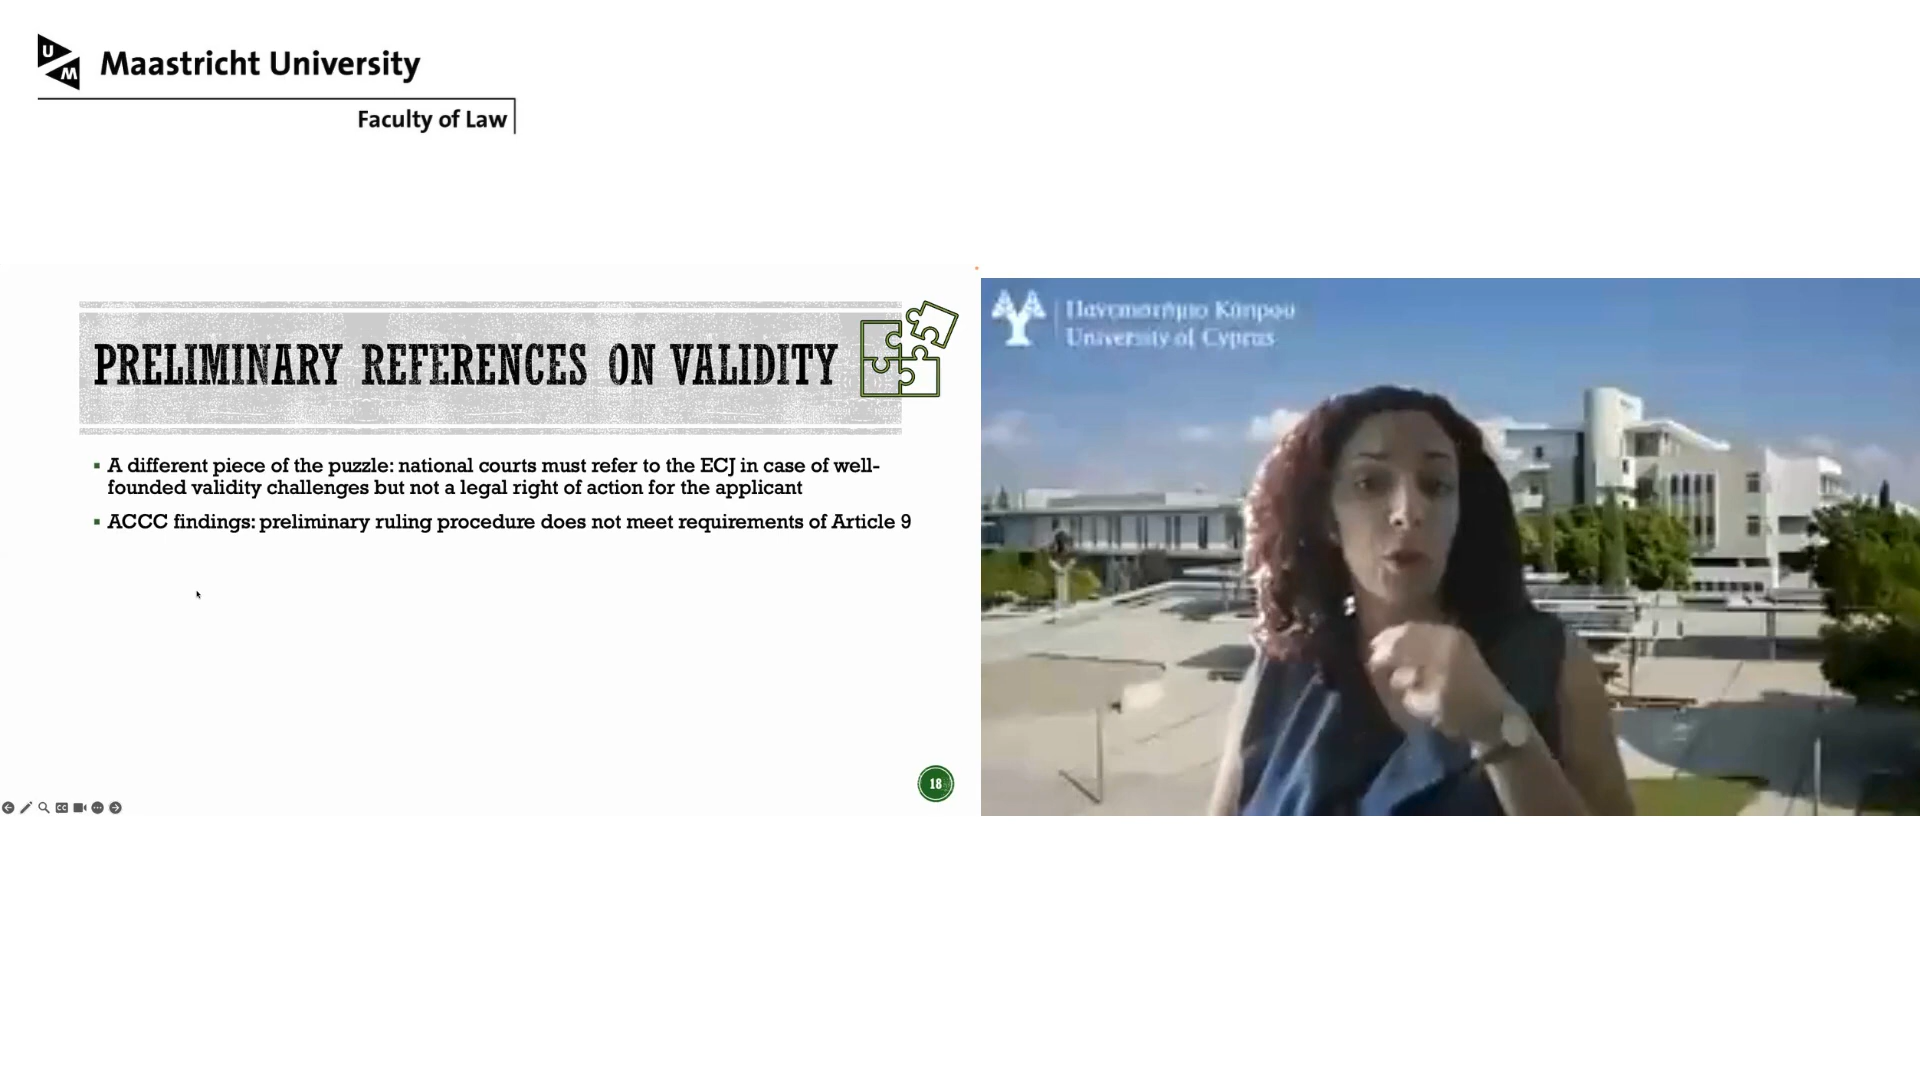 U
M
Maastricht University
Faculty of Law
PRELIMINARY REFERENCES ON VALIDITY
▪ A different piece of the puzzle: national courts must refer to the ECJ in case of well-
founded validity challenges but not a legal right of action for the applicant
▪ ACCC findings: preliminary ruling procedure does not meet requirements of Article 9
18
CC
Πανεπιστήμιο Κύπρου
University of Cyprus